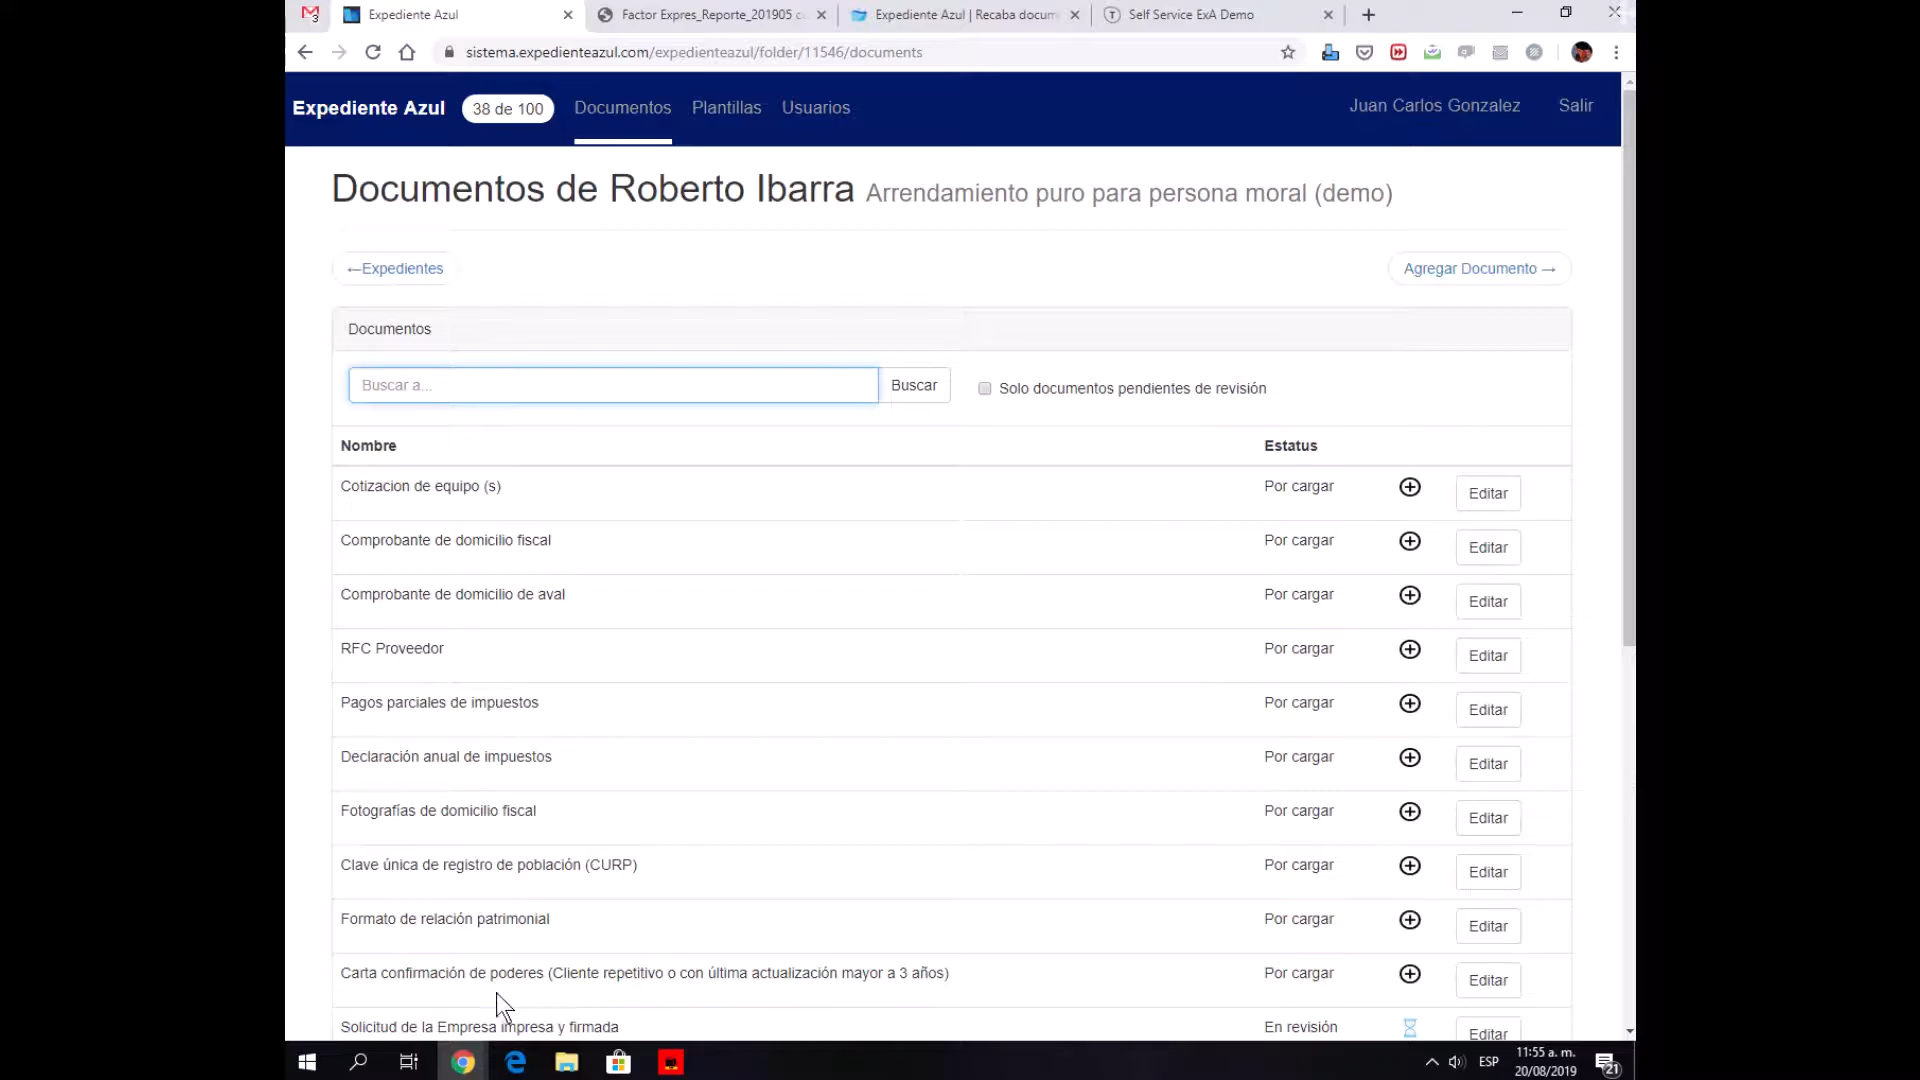 3
Expediente Azul
Factor Expres_Reporte_201905 c
Expediente Azul | Recaba docum
Self Service ExA Demo
sistema.expedienteazul.com/expedienteazul/folder/11546/documents
Expediente Azul 38 de 100 Documentos Plantillas Usuarios Juan Carlos Gonzalez Salir
Documentos de Roberto Ibarra Arrendamiento puro para persona moral (demo)
←Expedientes Agregar Documento →
Documentos
Buscar a... Buscar Solo documentos pendientes de revisión
Nombre Estatus
Cotizacion de equipo (s) Por cargar Editar
Comprobante de domicilio fiscal Por cargar Editar
Comprobante de domicilio de aval Por cargar Editar
RFC Proveedor Por cargar Editar
Pagos parciales de impuestos Por cargar Editar
Declaración anual de impuestos Por cargar Editar
Fotografías de domicilio fiscal Por cargar Editar
Clave única de registro de población (CURP) Por cargar Editar
Formato de relación patrimonial Por cargar Editar
Carta confirmación de poderes (Cliente repetitivo o con última actualización mayor a 3 años) Por cargar Editar
Solicitud de la Empresa impresa y firmada En revisión Editar
ESP
11:55 a. m.
20/08/2019
21